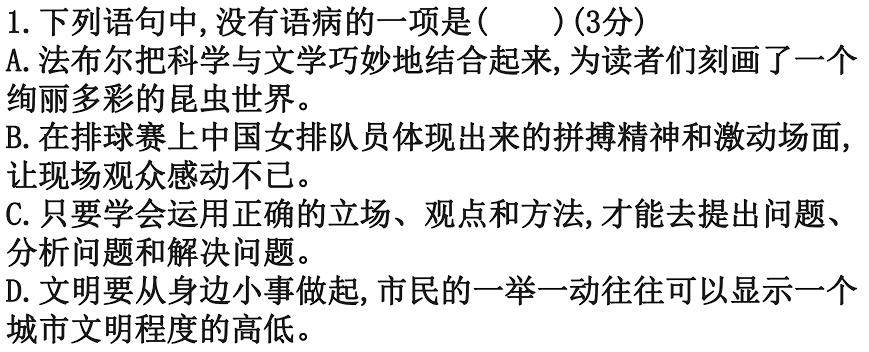 1.下列语句中,没有语病的一项是(　　)(3分)
A.法布尔把科学与文学巧妙地结合起来,为读者们刻画了一个
绚丽多彩的昆虫世界。
B.在排球赛上中国女排队员体现出来的拼搏精神和激动场面,
让现场观众感动不已。
C.只要学会运用正确的立场、观点和方法,才能去提出问题、
分析问题和解决问题。
D.文明要从身边小事做起,市民的一举一动往往可以显示一个
城市文明程度的高低。